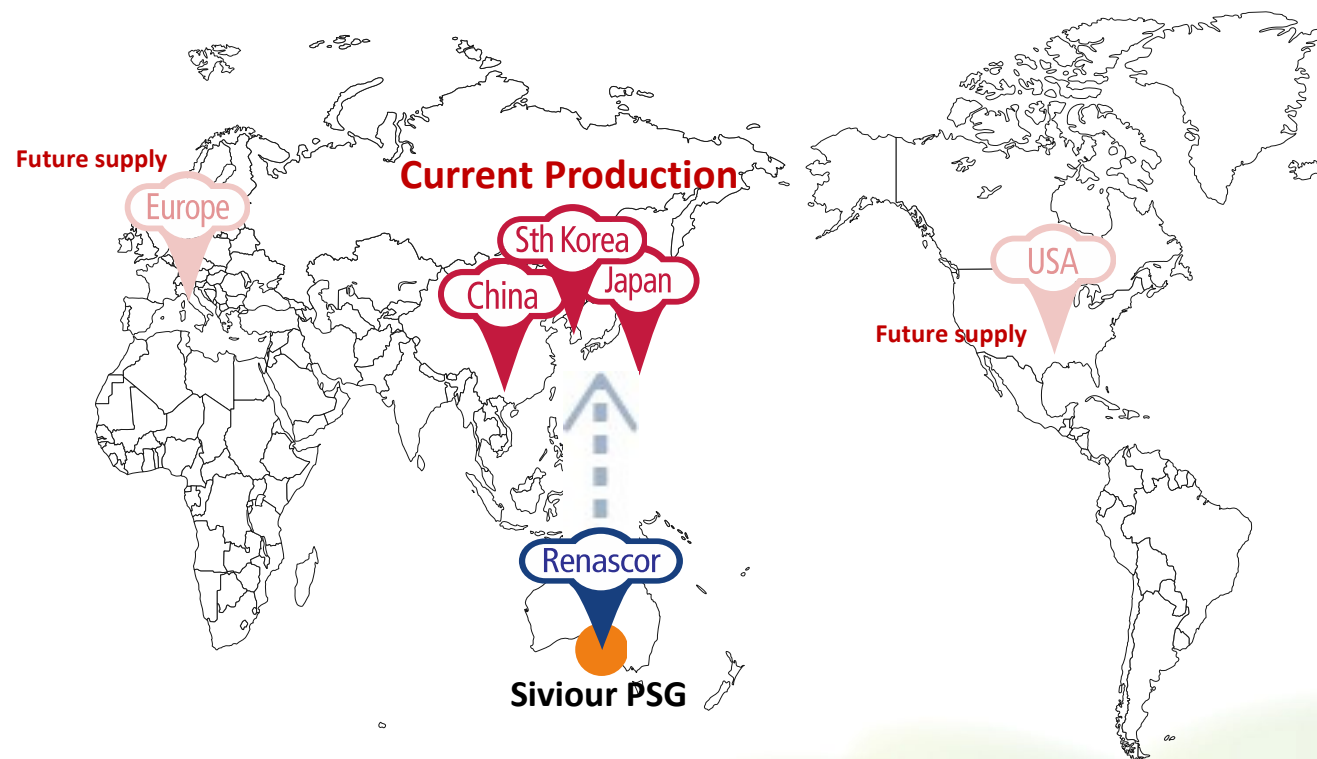 Future supply
Europe
Current Production
Sth Korea
China
Japan
USA
Future supply
Renascor
Siviour PSG